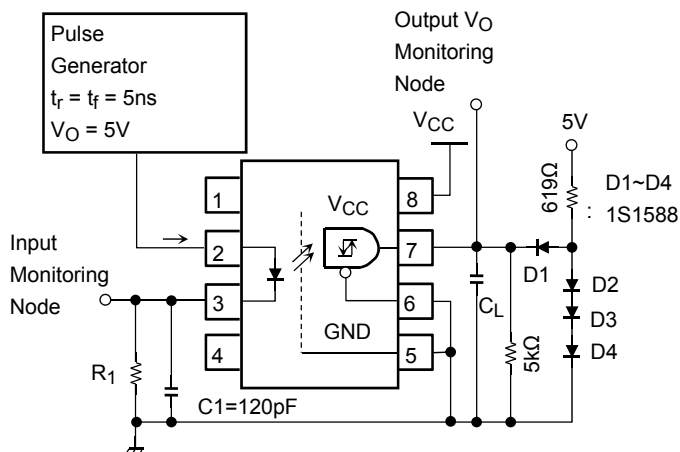 Pulse
Generator
tr = tf = 5ns
VO = 5V
Output VO
Monitoring
Node
VCC
5V
619Ω
D1~D4
: 1S1588
1
8
VCC
2
7
D1
Input
Monitoring
Node
3
6
CL
5kΩ
D2
D3
D4
GND
4
5
R1
C1=120pF